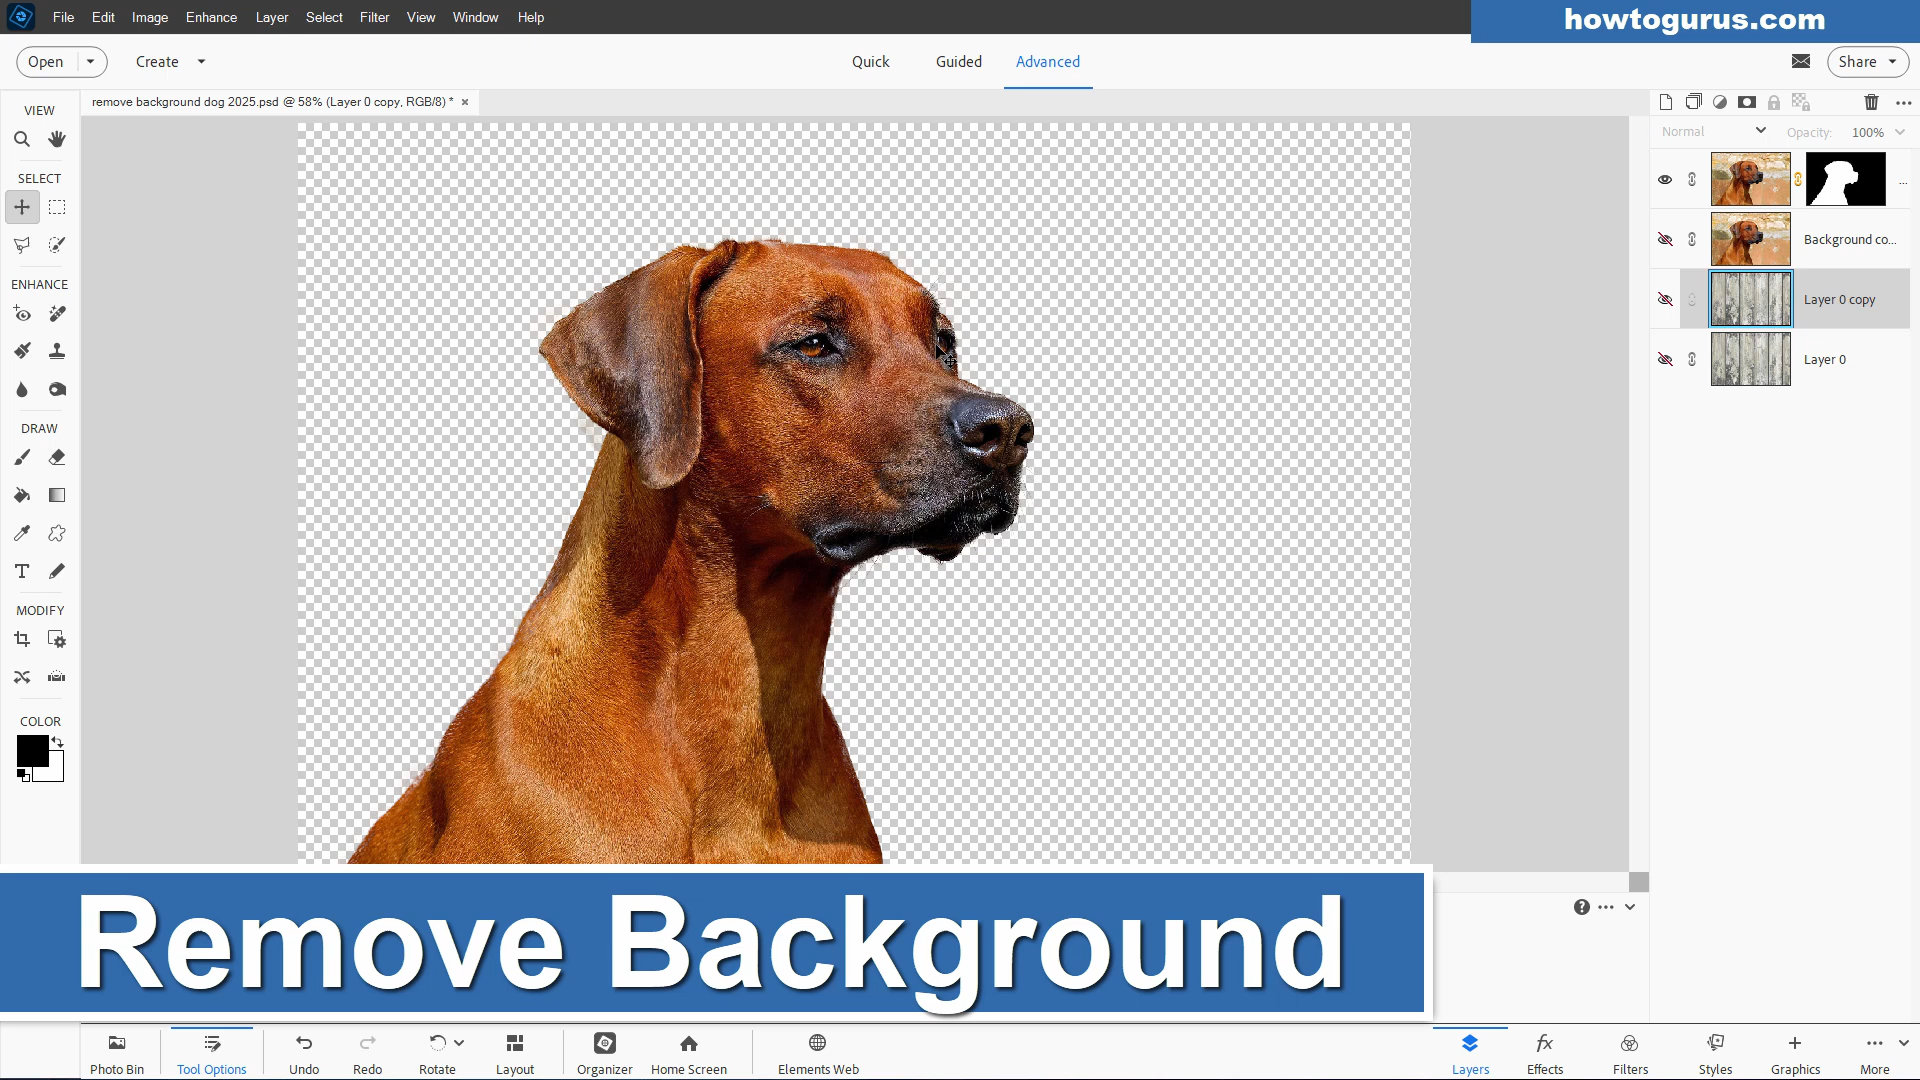 File Edit Image Enhance Layer Select Filter View Window Help
howtogurus.com
Open Create Quick Guided Advanced Share
remove background dog 2025.psd @ 58% (Layer 0 copy, RGB/8) * ×
VIEW
SELECT
ENHANCE
DRAW
T
MODIFY
COLOR
Normal Opacity: 100%
...
Background co...
Layer 0 copy
Layer 0
Remove Background
Photo Bin Tool Options Undo Redo Rotate Layout Organizer Home Screen Elements Web
fx
Layers Effects Filters Styles Graphics More